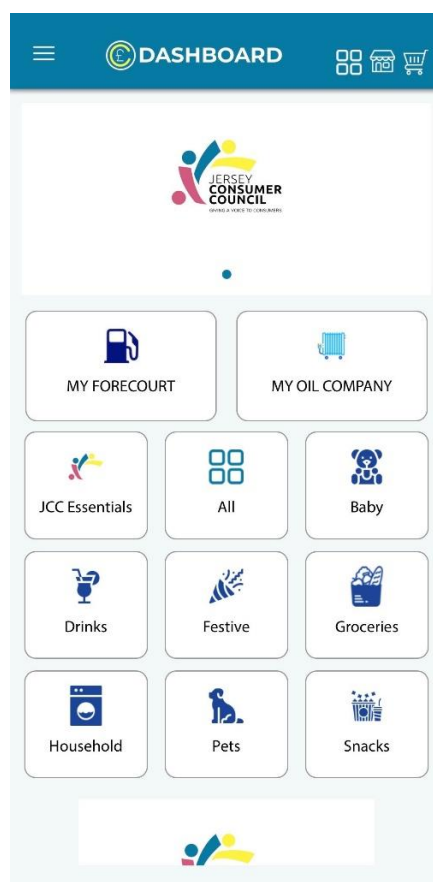 DASHBOARD
JERSEY
CONSUMER
COUNCIL
GIVING A VOICE TO CONSUMERS
MY FORECOURT
MY OIL COMPANY
JCC Essentials
All
Baby
Drinks
Festive
Groceries
Household
Pets
Snacks